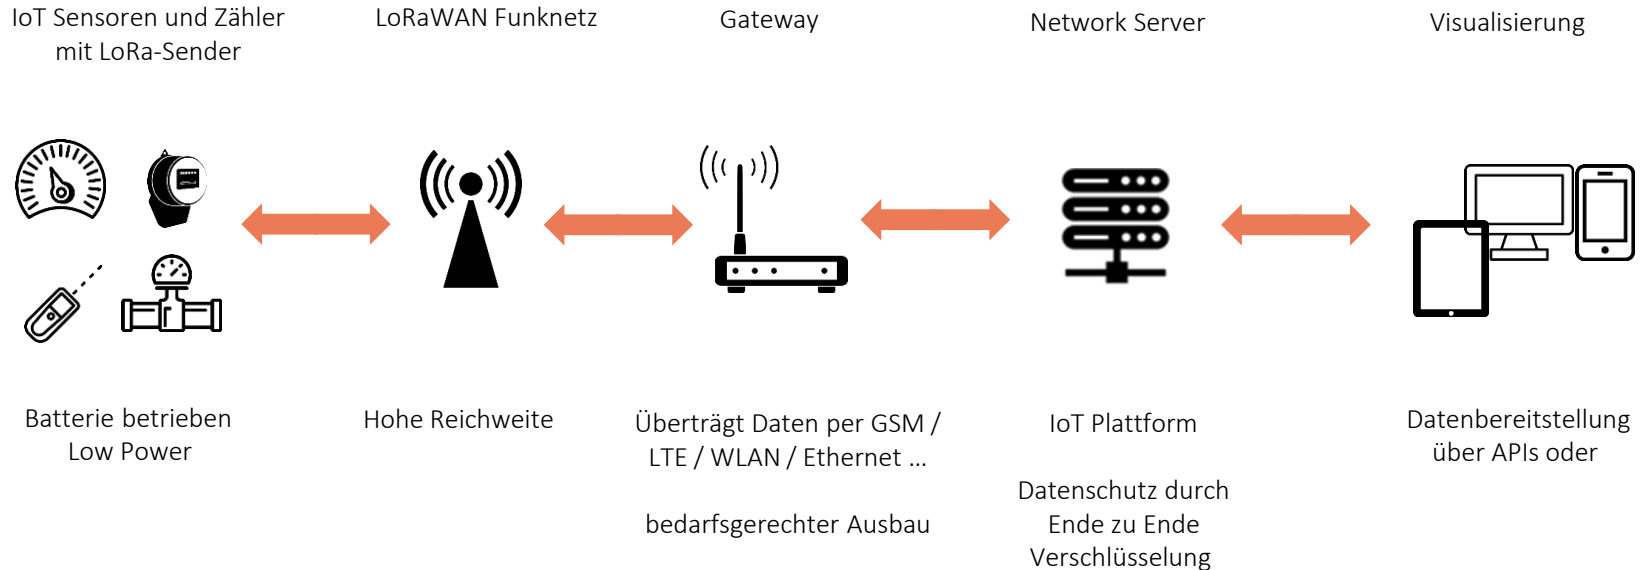 IoT Sensoren und Zähler
mit LoRa-Sender
LoRaWAN Funknetz
Gateway
Network Server
Visualisierung
Batterie betrieben
Low Power
Hohe Reichweite
Überträgt Daten per GSM /
LTE / WLAN / Ethernet ...
bedarfsgerechter Ausbau
IoT Plattform
Datenschutz durch
Ende zu Ende
Verschlüsselung
Datenbereitstellung
über APIs oder